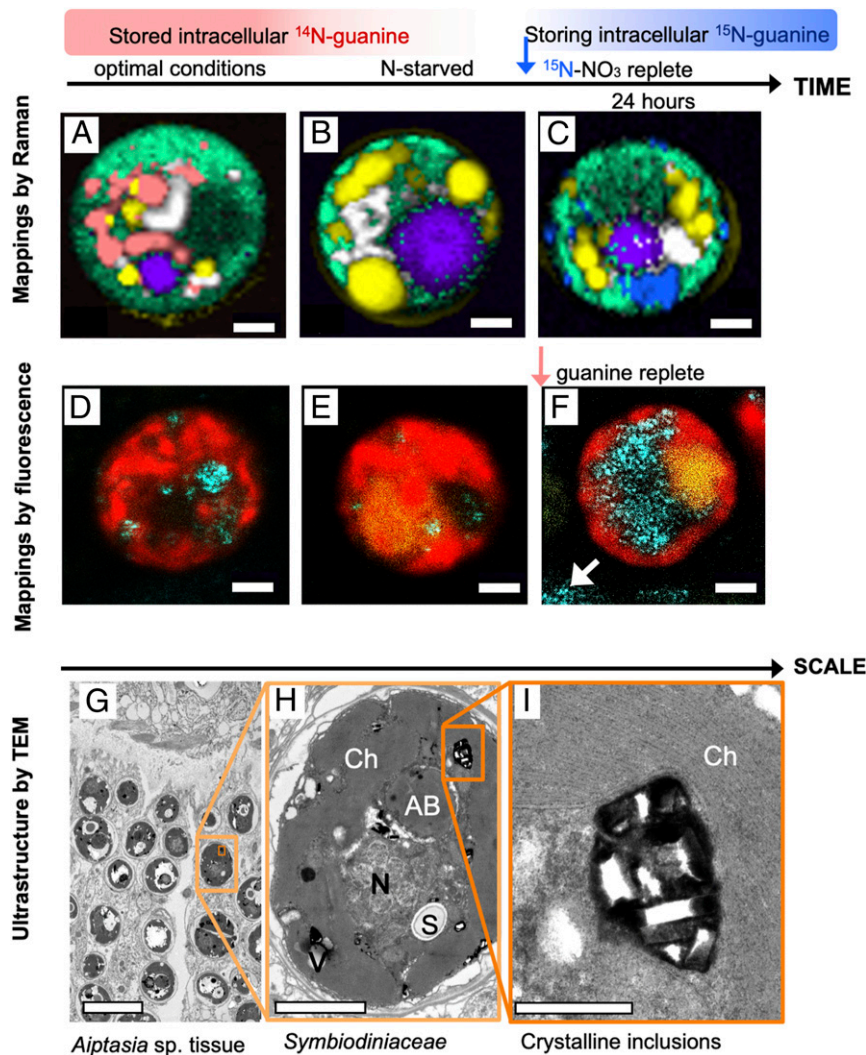 Stored intracellular ¹⁴N-guanine
Storing intracellular ¹⁵N-guanine
optimal conditions
N-starved
¹⁵N-NO₃ replete
TIME
24 hours
Mappings by Raman
A
B
C
guanine replete
Mappings by fluorescence
D
E
F
SCALE
Ultrastructure by TEM
G
H
I
Ch
Ch
AB
N
S
V
Aiptasia sp. tissue
Symbiodiniaceae
Crystalline inclusions